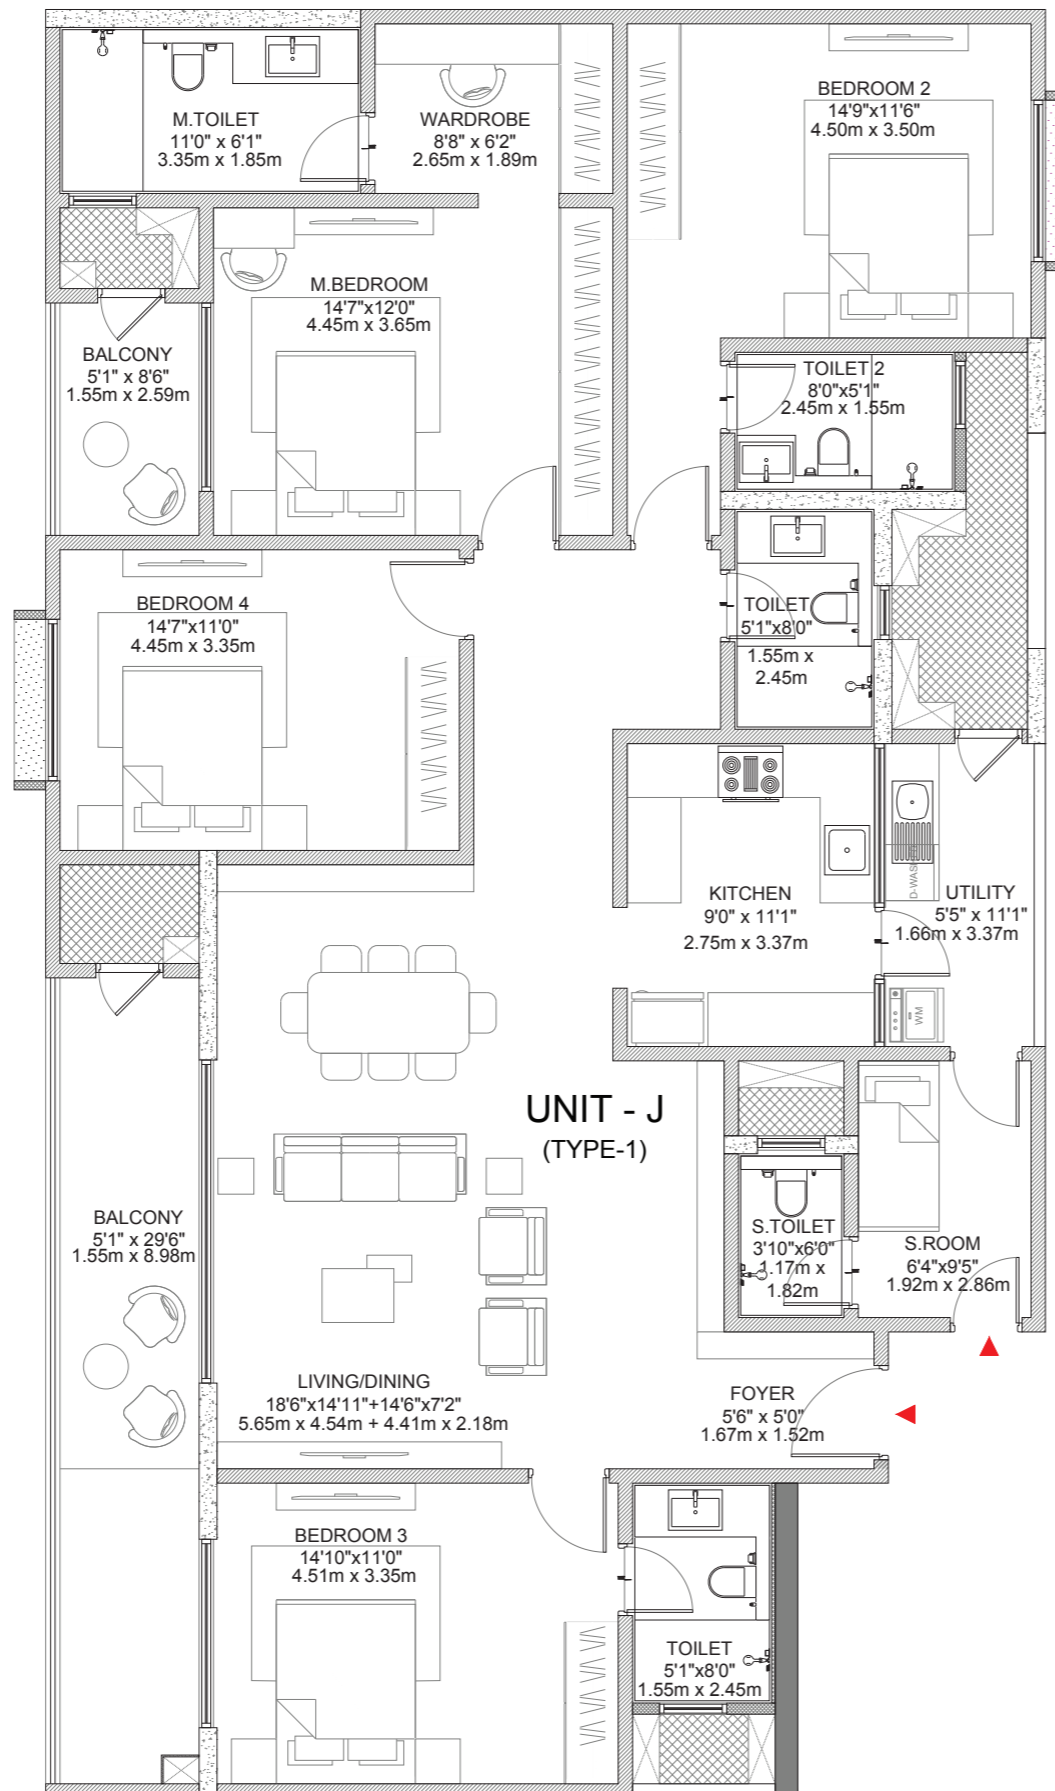 M.TOILET
11'0" x 6'1"
3.35m x 1.85m
WARDROBE
8'8" x 6'2"
2.65m x 1.89m
BEDROOM 2
14'9"x11'6"
4.50m x 3.50m
M.BEDROOM
14'7"x12'0"
4.45m x 3.65m
BALCONY
5'1" x 8'6"
1.55m x 2.59m
TOILET 2
8'0"x5'1"
2.45m x 1.55m
BEDROOM 4
14'7"x11'0"
4.45m x 3.35m
TOILET
5'1"x8'0"
1.55m x
2.45m
KITCHEN
9'0" x 11'1"
2.75m x 3.37m
D-WASHER
UTILITY
5'5" x 11'1"
1.66m x 3.37m
WM
UNIT - J
(TYPE-1)
BALCONY
5'1" x 29'6"
1.55m x 8.98m
S.TOILET
3'10"x6'0"
1.17m x
1.82m
S.ROOM
6'4"x9'5"
1.92m x 2.86m
LIVING/DINING
18'6"x14'11"+14'6"x7'2"
5.65m x 4.54m + 4.41m x 2.18m
FOYER
5'6" x 5'0"
1.67m x 1.52m
BEDROOM 3
14'10"x11'0"
4.51m x 3.35m
TOILET
5'1"x8'0"
1.55m x 2.45m